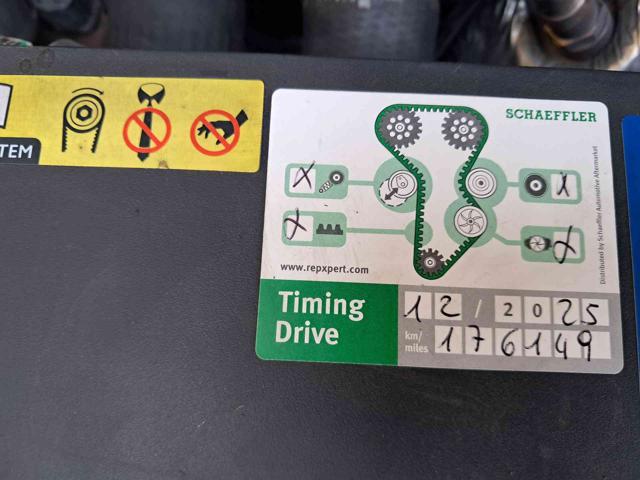 TEM
SCHAEFFLER
X
X
X
X
Distributed by Schaeffler Automotive Aftermarket
www.repxpert.com
Timing
Drive
12/2025
km/
miles
176149